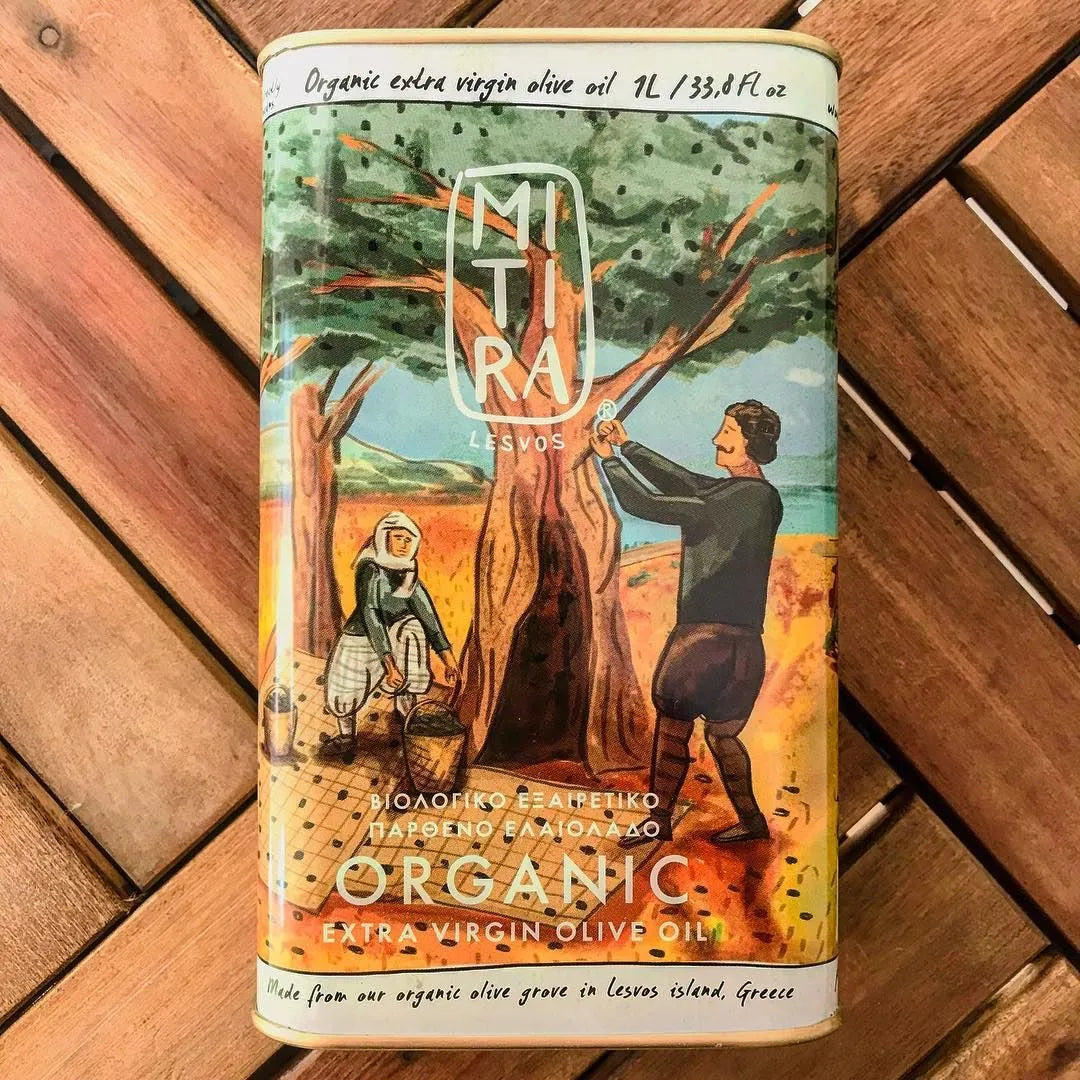 Organic extra virgin olive oil 1L / 33,8 Fl oz
MI
TI
RA
®
LESVOS
ΒΙΟΛΟΓΙΚΟ ΕΞΑΙΡΕΤΙΚΟ
ΠΑΡΘΕΝΟ ΕΛΑΙΟΛΑΔΟ
ORGANIC
EXTRA VIRGIN OLIVE OIL
Made from our organic olive grove in Lesvos island, Greece